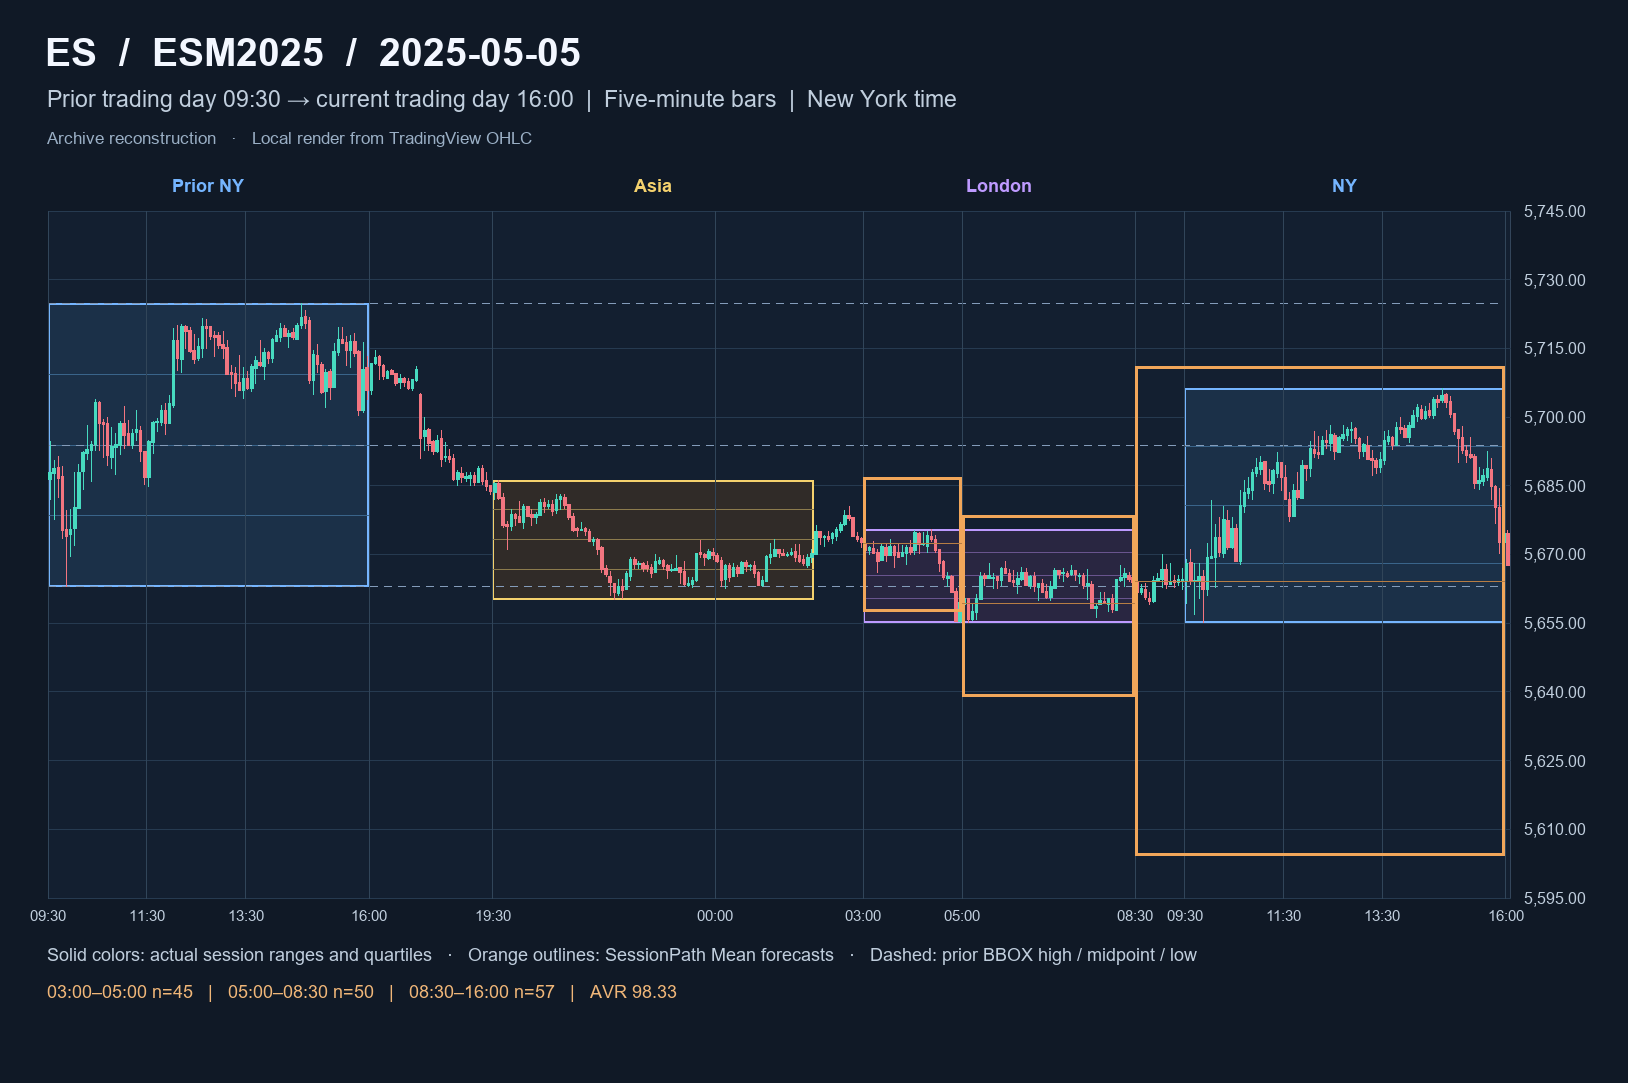 ES / ESM2025 / 2025-05-05
Prior trading day 09:30 → current trading day 16:00 | Five-minute bars | New York time
Archive reconstruction · Local render from TradingView OHLC
Prior NY Asia London NY
5,745.00
5,730.00
5,715.00
5,700.00
5,685.00
5,670.00
5,655.00
5,640.00
5,625.00
5,610.00
5,595.00
09:30 11:30 13:30 16:00 19:30 00:00 03:00 05:00 08:30 09:30 11:30 13:30 16:00
Solid colors: actual session ranges and quartiles · Orange outlines: SessionPath Mean forecasts · Dashed: prior BBOX high / midpoint / low
03:00–05:00 n=45 | 05:00–08:30 n=50 | 08:30–16:00 n=57 | AVR 98.33